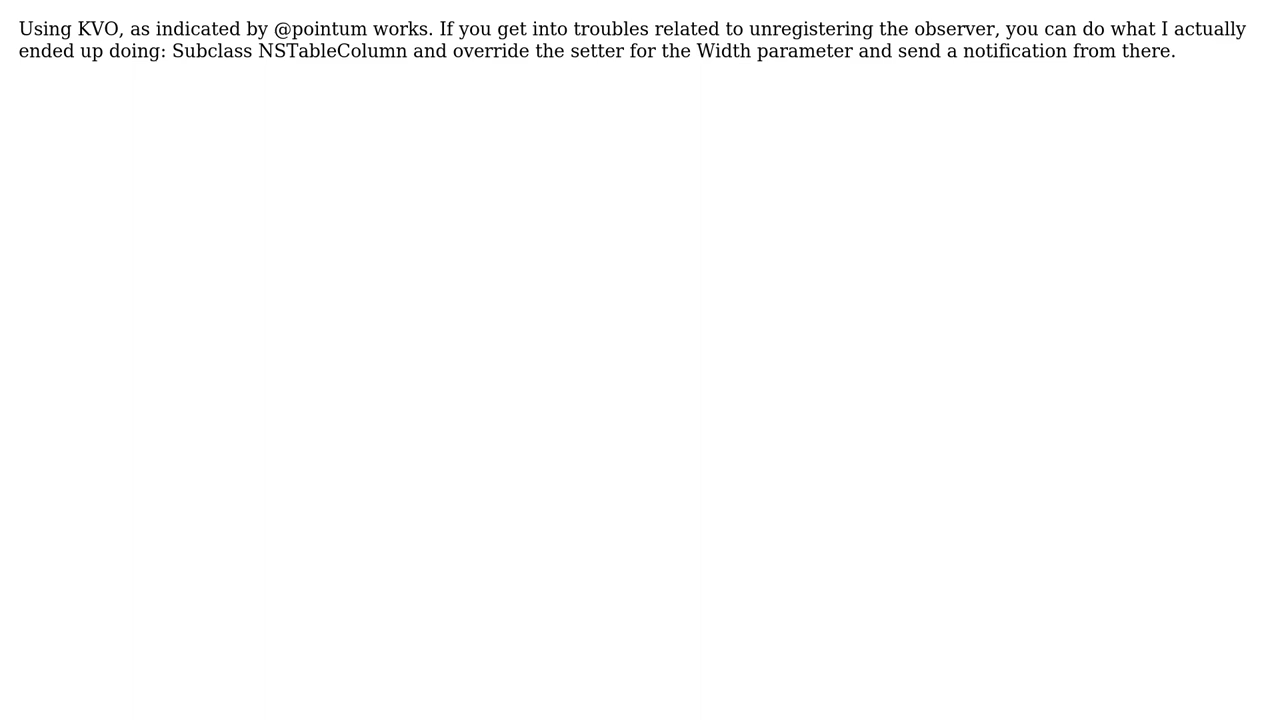 Using KVO, as indicated by @pointum works. If you get into troubles related to unregistering the observer, you can do what I actually
ended up doing: Subclass NSTableColumn and override the setter for the Width parameter and send a notification from there.